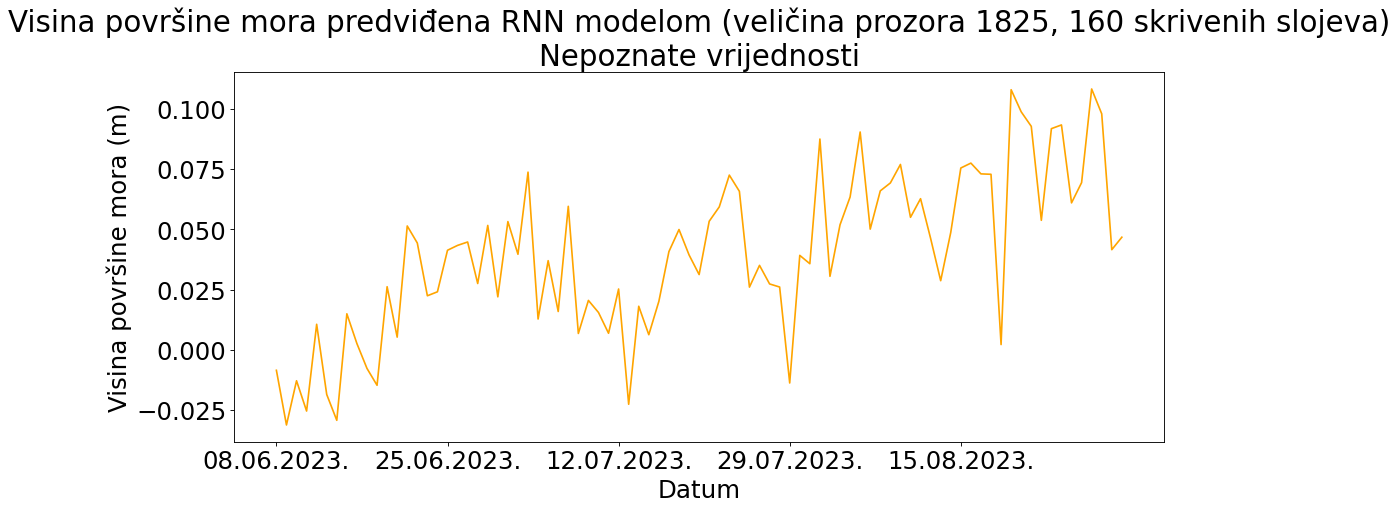 Visina površine mora predviđena RNN modelom (veličina prozora 1825, 160 skrivenih slojeva)
Nepoznate vrijednosti
Visina površine mora (m)
0.100
0.075
0.050
0.025
0.000
−0.025
08.06.2023. 25.06.2023. 12.07.2023. 29.07.2023. 15.08.2023.
Datum